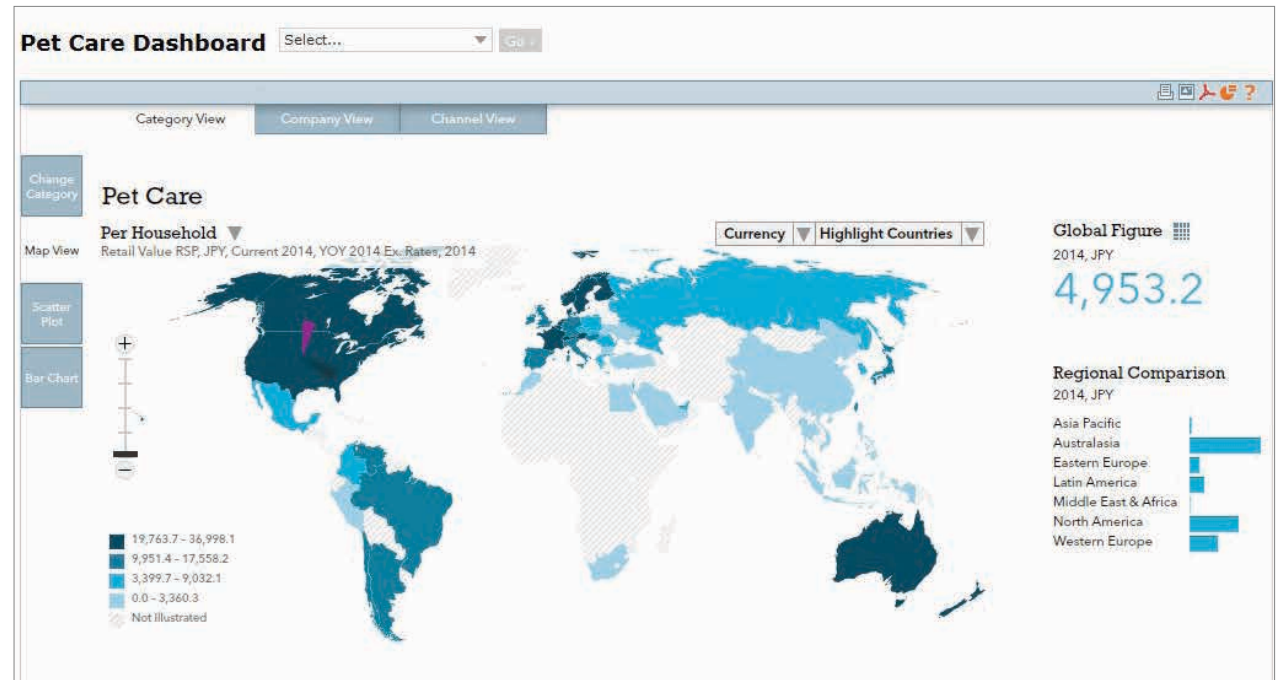 Pet Care Dashboard Select... Go ›
?
Category View Company View Channel View
Change
Category
Map View
Scatter
Plot
Bar Chart
Pet Care
Per Household
Retail Value RSP, JPY, Current 2014, YOY 2014 Ex. Rates, 2014
Currency Highlight Countries
+
−
19,763.7 - 36,998.1
9,951.4 - 17,558.2
3,399.7 - 9,032.1
0.0 - 3,360.3
Not Illustrated
Global Figure
2014, JPY
4,953.2
Regional Comparison
2014, JPY
Asia Pacific
Australasia
Eastern Europe
Latin America
Middle East & Africa
North America
Western Europe